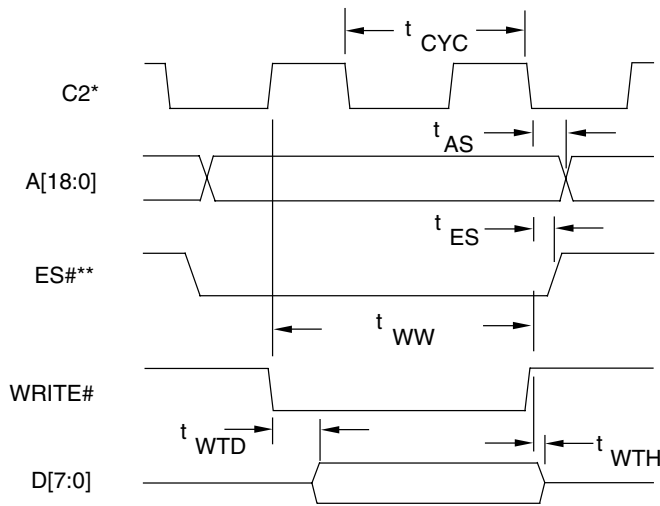 t CYC
C2*
t AS
A[18:0]
t ES
ES#**
t WW
WRITE#
t WTD
t WTH
D[7:0]